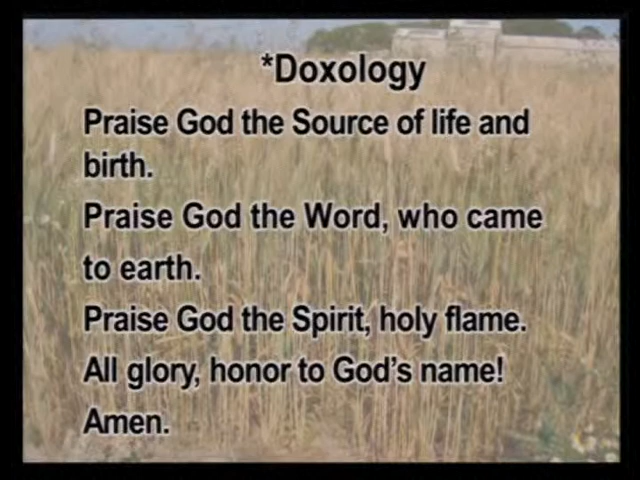 *Doxology
Praise God the Source of life and
birth.
Praise God the Word, who came
to earth.
Praise God the Spirit, holy flame.
All glory, honor to God's name!
Amen.